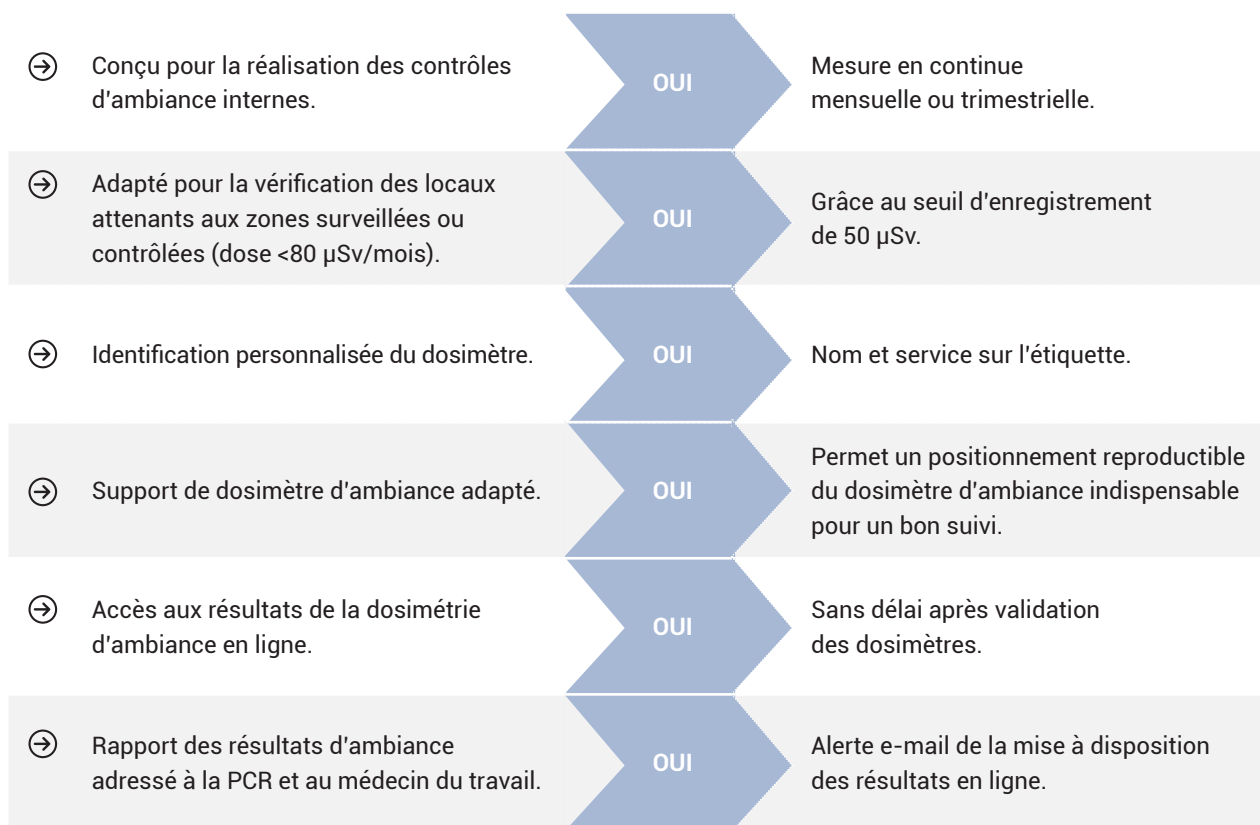 Conçu pour la réalisation des contrôles
d'ambiance internes.
OUI
Mesure en continue
mensuelle ou trimestrielle.
Adapté pour la vérification des locaux
attenants aux zones surveillées ou
contrôlées (dose <80 µSv/mois).
OUI
Grâce au seuil d'enregistrement
de 50 µSv.
Identification personnalisée du dosimètre.
OUI
Nom et service sur l'étiquette.
Support de dosimètre d'ambiance adapté.
OUI
Permet un positionnement reproductible
du dosimètre d'ambiance indispensable
pour un bon suivi.
Accès aux résultats de la dosimétrie
d'ambiance en ligne.
OUI
Sans délai après validation
des dosimètres.
Rapport des résultats d'ambiance
adressé à la PCR et au médecin du travail.
OUI
Alerte e-mail de la mise à disposition
des résultats en ligne.